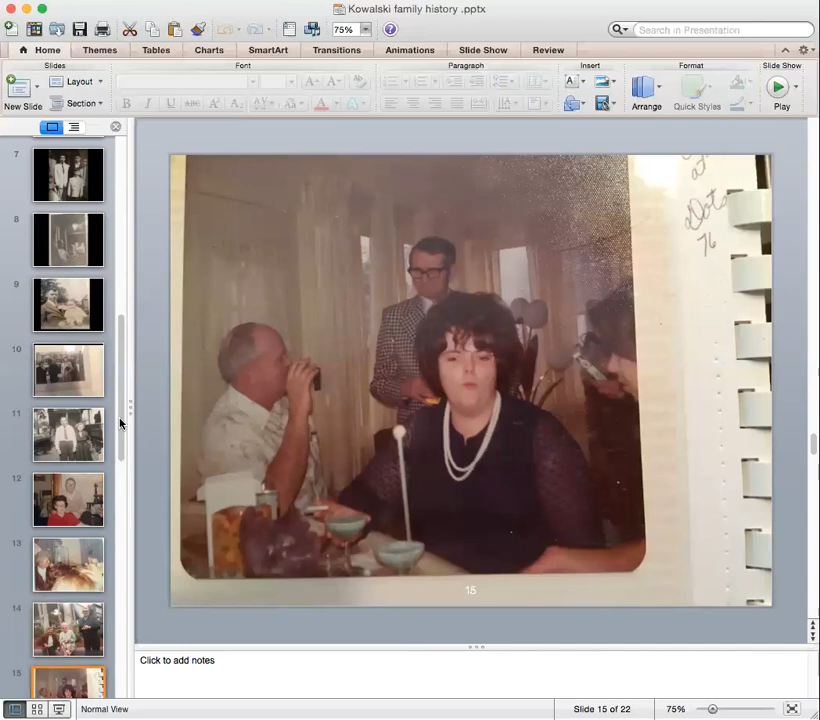 Kowalski family history .pptx
75%
Search in Presentation
Home
Themes
Tables
Charts
SmartArt
Transitions
Animations
Slide Show
Review
Slides
Font
Paragraph
Insert
Format
Slide Show
New Slide
Layout
Section
Arrange
Quick Styles
Play
7
8
9
10
11
12
13
14
15
at
Dots
76
15
Click to add notes
Normal View
Slide 15 of 22
75%